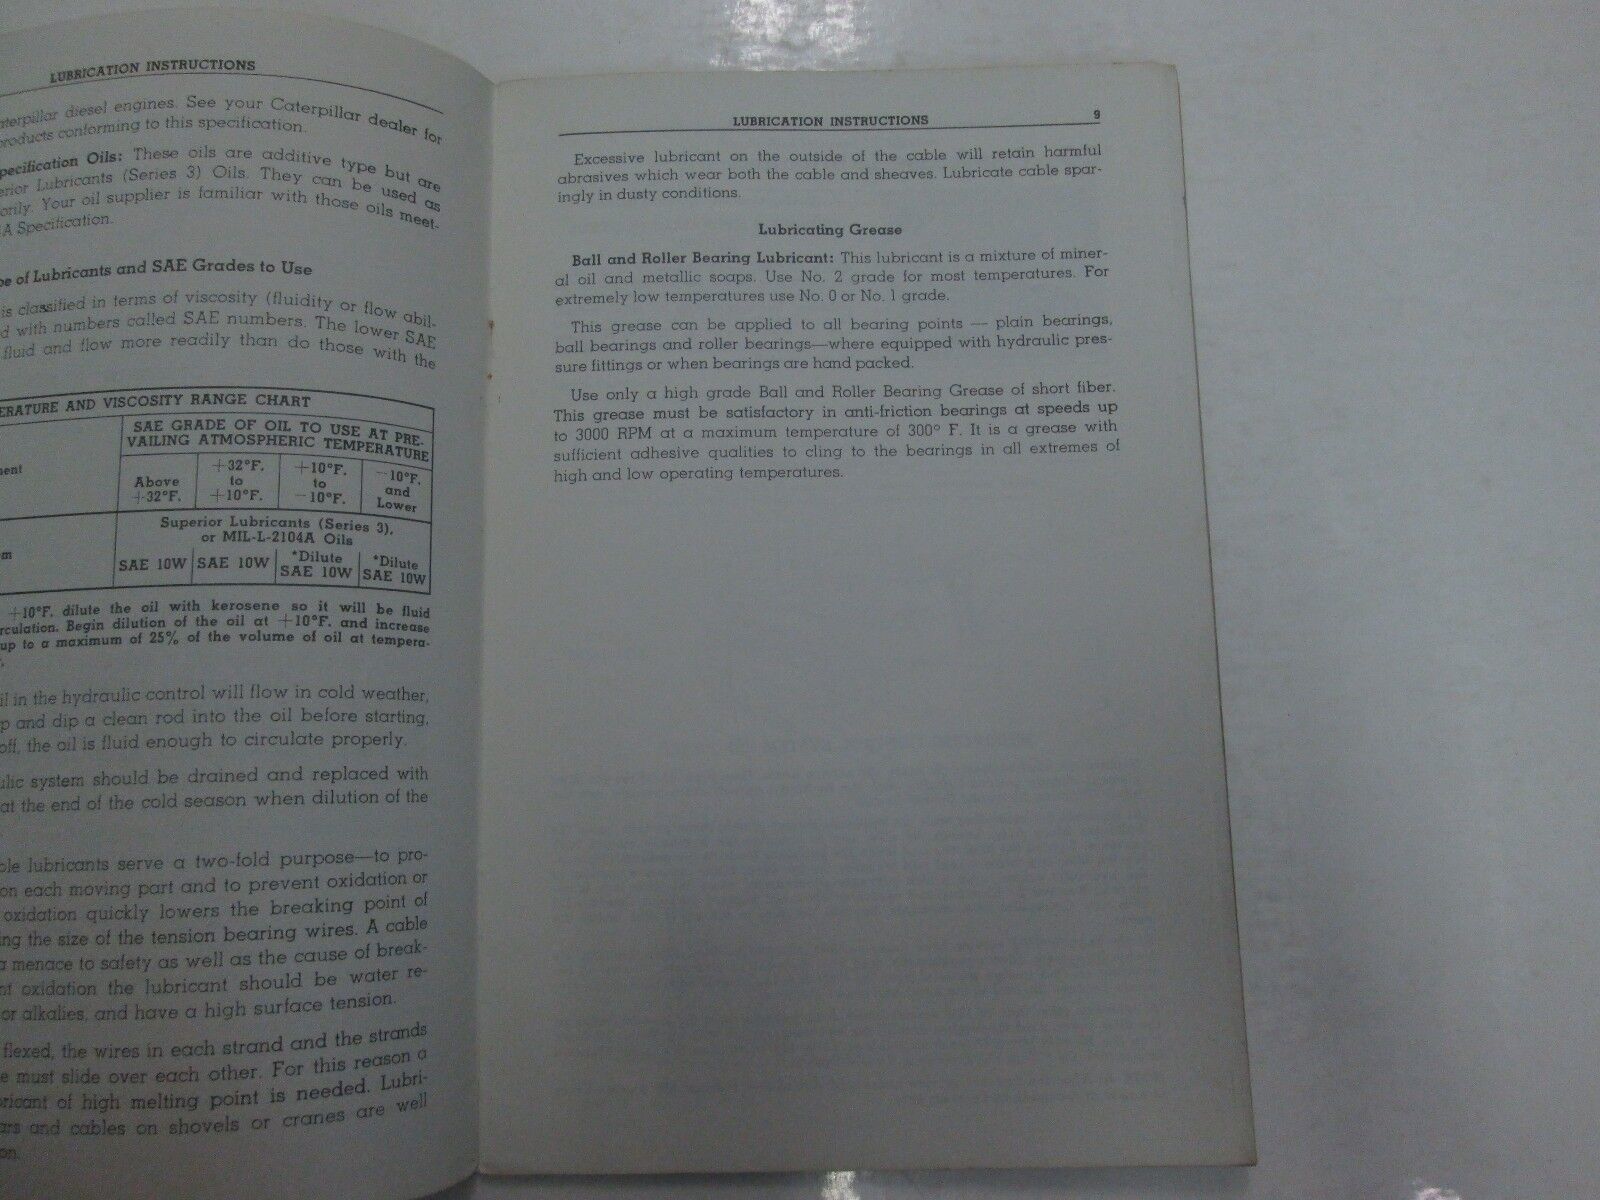 LUBRICATION INSTRUCTIONS
Caterpillar diesel engines. See your Caterpillar dealer for
products conforming to this specification.
Specification Oils: These oils are additive type but are
Lubricants (Series 3) Oils. They can be used as
Your oil supplier is familiar with those oils meet-
Specification.
of Lubricants and SAE Grades to Use
is classified in terms of viscosity (fluidity or flow abil-
with numbers called SAE numbers. The lower SAE
fluid and flow more readily than do those with the
AND VISCOSITY RANGE CHART
SAE GRADE OF OIL TO USE AT PRE-
VAILING ATMOSPHERIC TEMPERATURE
Above
+32°F.
+32°F.
to
+10°F.
+10°F.
to
−10°F.
−10°F.
and
Lower
Superior Lubricants (Series 3),
or MIL-L-2104A Oils
SAE 10W SAE 10W *Dilute SAE 10W *Dilute SAE 10W
+10°F. dilute the oil with kerosene so it will be fluid
Begin dilution of the oil at +10°F. and increase
up to a maximum of 25% of the volume of oil at tempera-
in the hydraulic control will flow in cold weather,
and dip a clean rod into the oil before starting,
off, the oil is fluid enough to circulate properly.
system should be drained and replaced with
at the end of the cold season when dilution of the
lubricants serve a two-fold purpose—to pro-
on each moving part and to prevent oxidation or
oxidation quickly lowers the breaking point of
the size of the tension bearing wires. A cable
a menace to safety as well as the cause of break-
oxidation the lubricant should be water re-
or alkalies, and have a high surface tension.
flexed, the wires in each strand and the strands
must slide over each other. For this reason a
of high melting point is needed. Lubri-
and cables on shovels or cranes are well
LUBRICATION INSTRUCTIONS 9
Excessive lubricant on the outside of the cable will retain harmful
abrasives which wear both the cable and sheaves. Lubricate cable spar-
ingly in dusty conditions.
Lubricating Grease
Ball and Roller Bearing Lubricant: This lubricant is a mixture of miner-
al oil and metallic soaps. Use No. 2 grade for most temperatures. For
extremely low temperatures use No. 0 or No. 1 grade.
This grease can be applied to all bearing points — plain bearings,
ball bearings and roller bearings—where equipped with hydraulic pres-
sure fittings or when bearings are hand packed.
Use only a high grade Ball and Roller Bearing Grease of short fiber.
This grease must be satisfactory in anti-friction bearings at speeds up
to 3000 RPM at a maximum temperature of 300° F. It is a grease with
sufficient adhesive qualities to cling to the bearings in all extremes of
high and low operating temperatures.